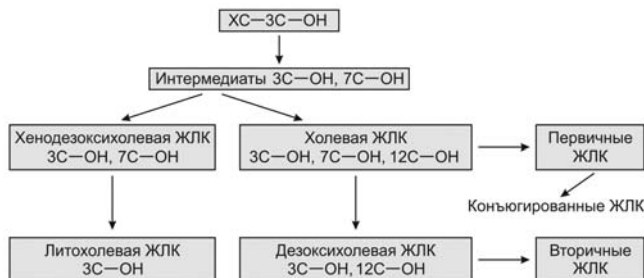 ХС—3С—ОН
Интермедиаты 3С—ОН, 7С—ОН
Хенодезоксихолевая ЖЛК
3С—ОН, 7С—ОН
Холевая ЖЛК
3С—ОН, 7С—ОН, 12С—ОН
Первичные
ЖЛК
Конъюгированные ЖЛК
Литохолевая ЖЛК
3С—ОН
Дезоксихолевая ЖЛК
3С—ОН, 12С—ОН
Вторичные
ЖЛК